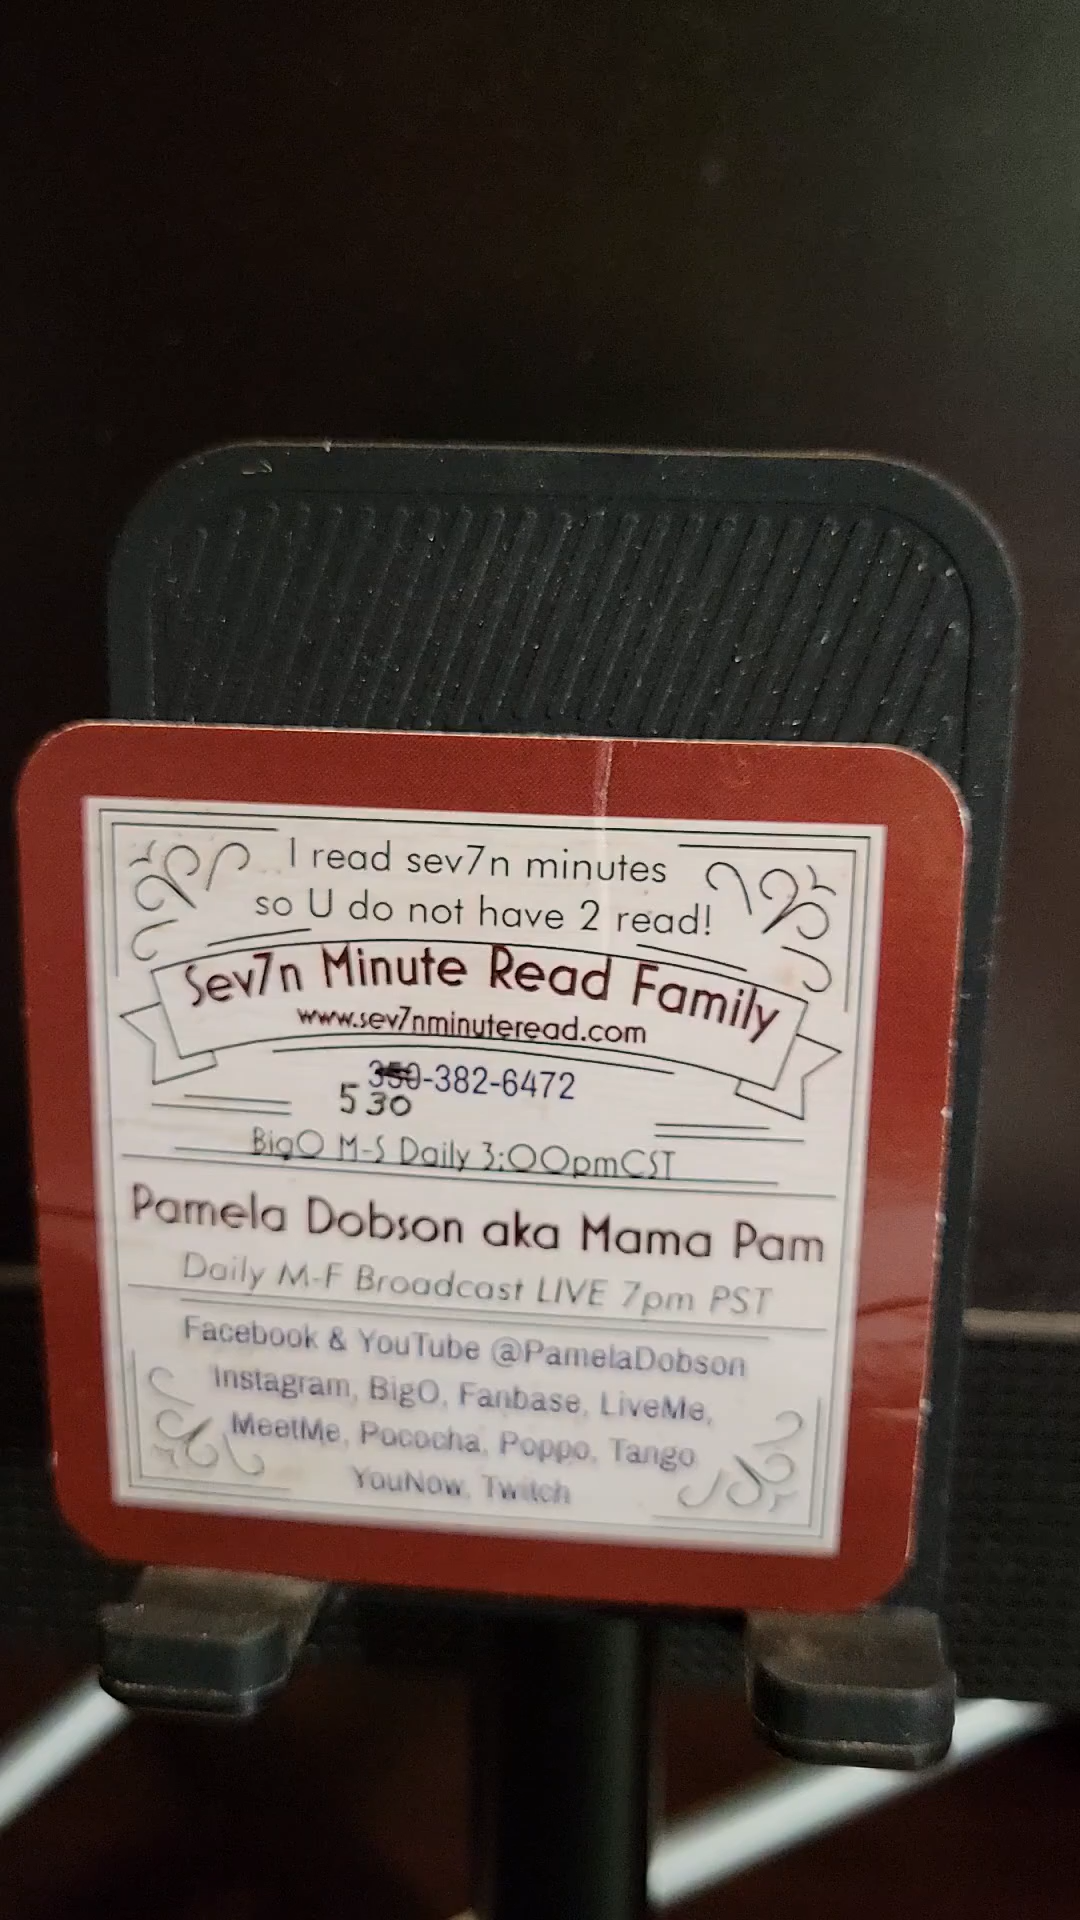 I read sev7n minutes
so U do not have 2 read!
Sev7n Minute Read Family
www.sev7nminuteread.com
350-382-6472
530
BigO M-S Daily 3:00pmCST
Pamela Dobson aka Mama Pam
Daily M-F Broadcast LIVE 7pm PST
Facebook & YouTube @PamelaDobson
Instagram, BigO, Fanbase, LiveMe,
MeetMe, Pococha, Poppo, Tango
YouNow, Twitch